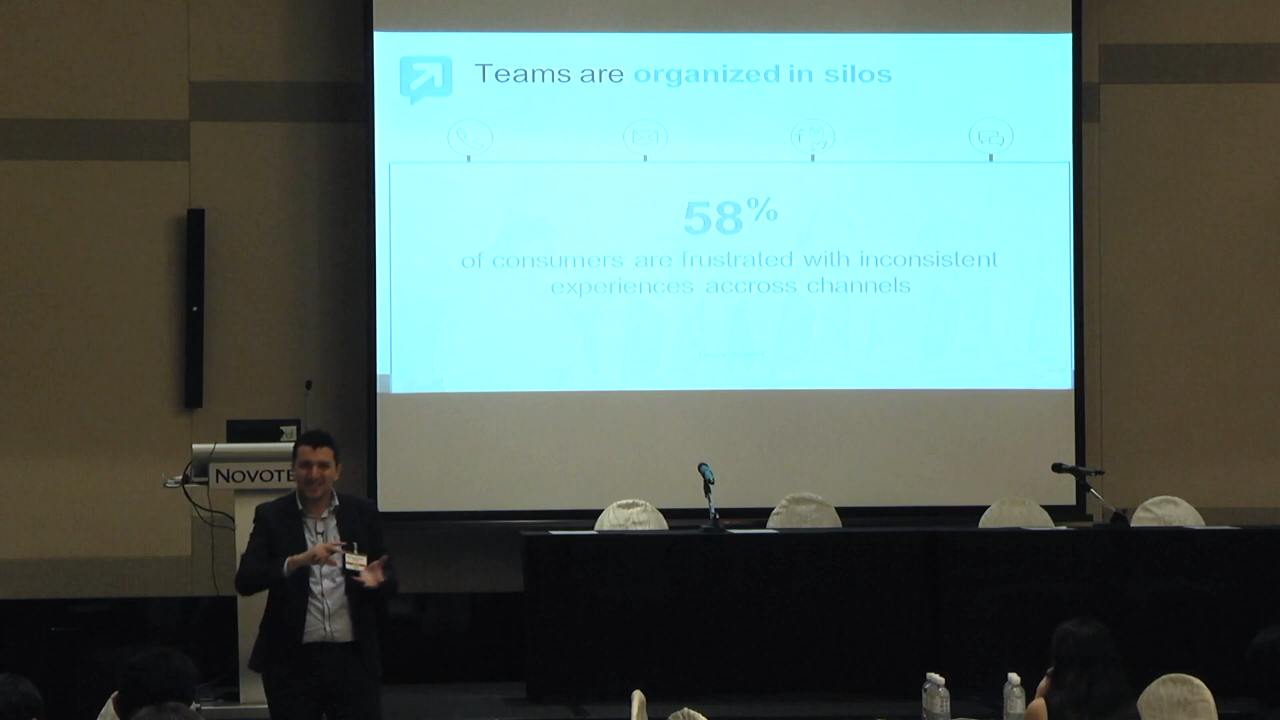 Teams are organized in silos
58%
of consumers are frustrated with inconsistent
experiences accross channels
NOVOTE